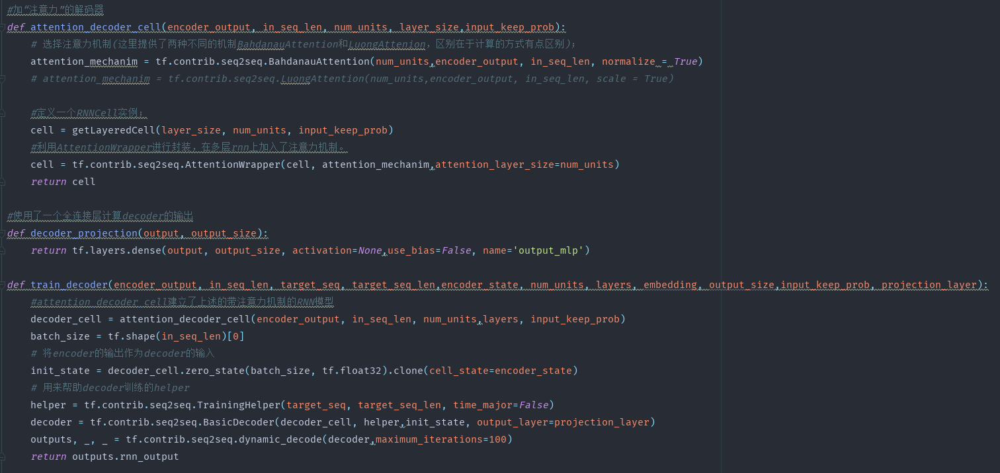 #加“注意力”的解码器
def attention_decoder_cell(encoder_output, in_seq_len, num_units, layer_size,input_keep_prob):
    # 选择注意力机制(这里提供了两种不同的机制BahdanauAttention和LuongAttenion，区别在于计算的方式有点区别)；
    attention_mechanim = tf.contrib.seq2seq.BahdanauAttention(num_units,encoder_output, in_seq_len, normalize = True)
    # attention_mechanim = tf.contrib.seq2seq.LuongAttention(num_units,encoder_output, in_seq_len, scale = True)
    #定义一个RNNCell实例；
    cell = getLayeredCell(layer_size, num_units, input_keep_prob)
    #利用AttentionWrapper进行封装，在多层rnn上加入了注意力机制。
    cell = tf.contrib.seq2seq.AttentionWrapper(cell, attention_mechanim,attention_layer_size=num_units)
    return cell
#使用了一个全连接层计算decoder的输出
def decoder_projection(output, output_size):
    return tf.layers.dense(output, output_size, activation=None,use_bias=False, name='output_mlp')
def train_decoder(encoder_output, in_seq_len, target_seq, target_seq_len,encoder_state, num_units, layers, embedding, output_size,input_keep_prob, projection_layer):
    #attention_decoder_cell建立了上述的带注意力机制的RNN模型
    decoder_cell = attention_decoder_cell(encoder_output, in_seq_len, num_units,layers, input_keep_prob)
    batch_size = tf.shape(in_seq_len)[0]
    # 将encoder的输出作为decoder的输入
    init_state = decoder_cell.zero_state(batch_size, tf.float32).clone(cell_state=encoder_state)
    # 用来帮助decoder训练的helper
    helper = tf.contrib.seq2seq.TrainingHelper(target_seq, target_seq_len, time_major=False)
    decoder = tf.contrib.seq2seq.BasicDecoder(decoder_cell, helper,init_state, output_layer=projection_layer)
    outputs, _, _ = tf.contrib.seq2seq.dynamic_decode(decoder,maximum_iterations=100)
    return outputs.rnn_output